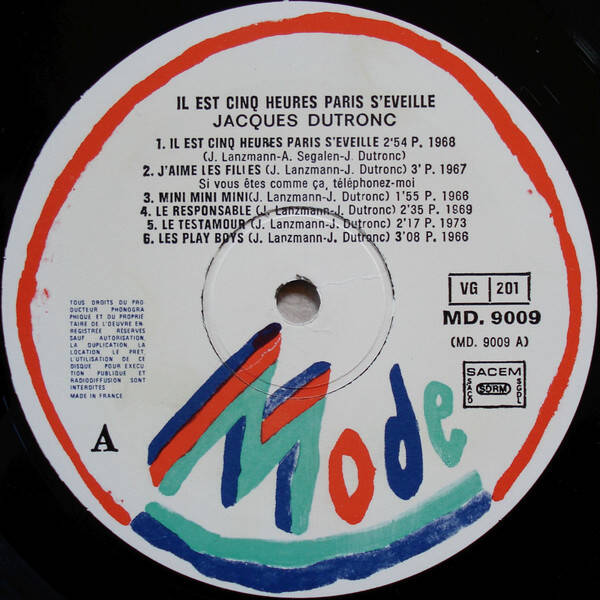 IL EST CINQ HEURES PARIS S'EVEILLE
JACQUES DUTRONC
1. IL EST CINQ HEURES PARIS S'EVEILLE 2'54 P. 1968
(J. Lanzmann-A. Segalen-J. Dutronc)
2. J'AIME LES FILLES (J. Lanzmann-J. Dutronc) 3' P. 1967
Si vous êtes comme ça, téléphonez-moi
3. MINI MINI MINI(J. Lanzmann-J. Dutronc) 1'55 P. 1966
4. LE RESPONSABLE (J. Lanzmann-J. Dutronc) 2'35 P. 1969
5. LE TESTAMOUR (J. Lanzmann-J. Dutronc) 2'17 P. 1973
6. LES PLAY BOYS (J. Lanzmann-J. Dutronc) 3'08 P. 1966
VG 201
MD. 9009
(MD. 9009 A)
TOUS DROITS DU PRO
DUCTEUR PHONOGRA
PHIQUE ET DU PROPRIE
TAIRE DE L'OEUVRE EN
REGISTREE RESERVES
SAUF AUTORISATION,
LA DUPLICATION, LA
LOCATION LE PRET,
L'UTILISATION DE CE
DISQUE POUR EXECU
TION PUBLIQUE ET
RADIODIFFUSION SONT
INTERDITES
MADE IN FRANCE
SACEM
SACD SDRM SGDL
A
Mode